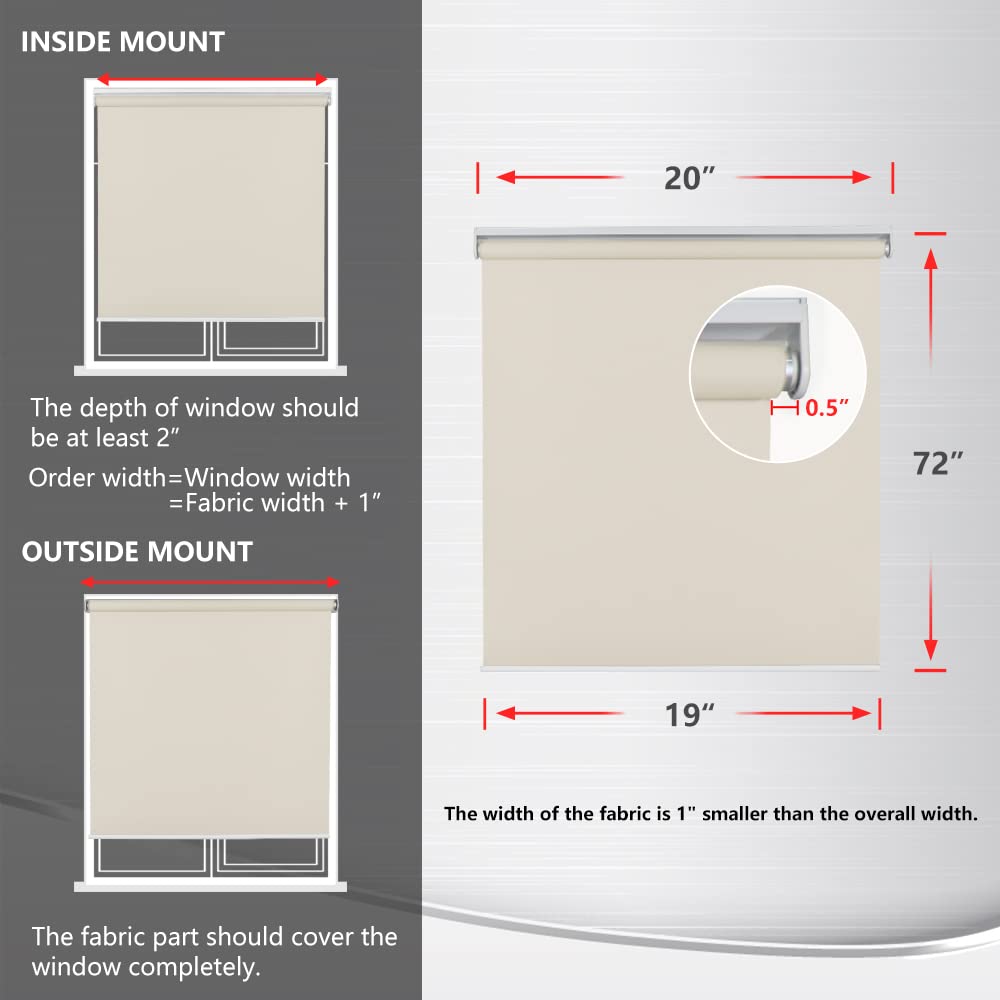 INSIDE MOUNT
The depth of window should
be at least 2”
Order width=Window width
=Fabric width + 1”
OUTSIDE MOUNT
The fabric part should cover the
window completely.
20”
0.5”
72”
19“
The width of the fabric is 1" smaller than the overall width.